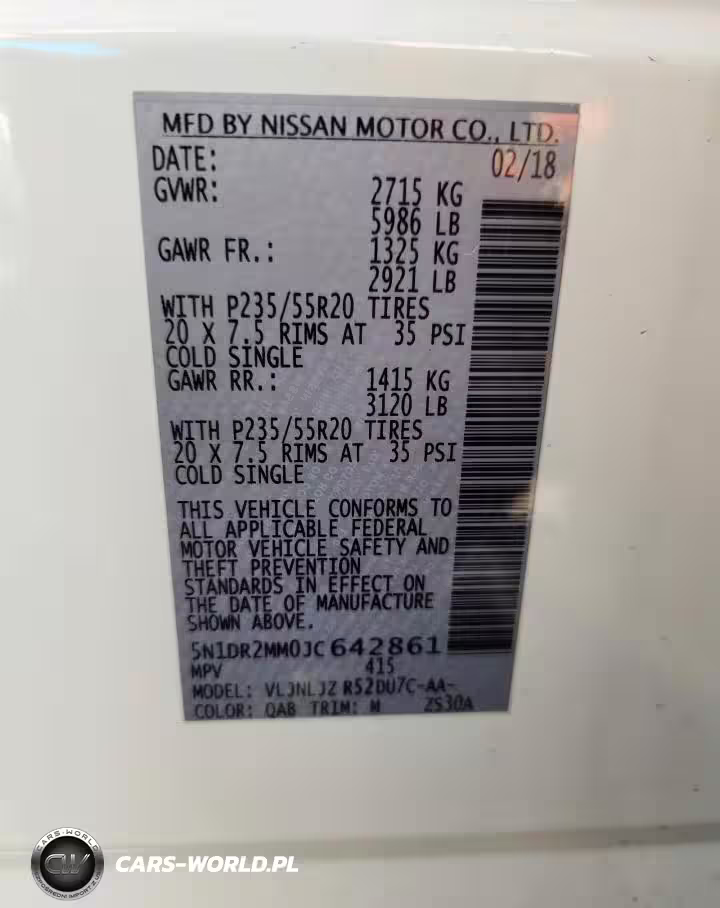 MFD BY NISSAN MOTOR CO., LTD.
DATE: 02/18
GVWR: 2715 KG
5986 LB
GAWR FR.: 1325 KG
2921 LB
WITH P235/55R20 TIRES
20 X 7.5 RIMS AT 35 PSI
COLD SINGLE
GAWR RR.: 1415 KG
3120 LB
WITH P235/55R20 TIRES
20 X 7.5 RIMS AT 35 PSI
COLD SINGLE
THIS VEHICLE CONFORMS TO
ALL APPLICABLE FEDERAL
MOTOR VEHICLE SAFETY AND
THEFT PREVENTION
STANDARDS IN EFFECT ON
THE DATE OF MANUFACTURE
SHOWN ABOVE.
5N1DR2MM0JC642861
MPV 415
MODEL: VLJNLJZ R52DU7C-AA-
COLOR: QAB TRIM: M ZS30A
CARS-WORLD
CW
CARS-WORLD.PL